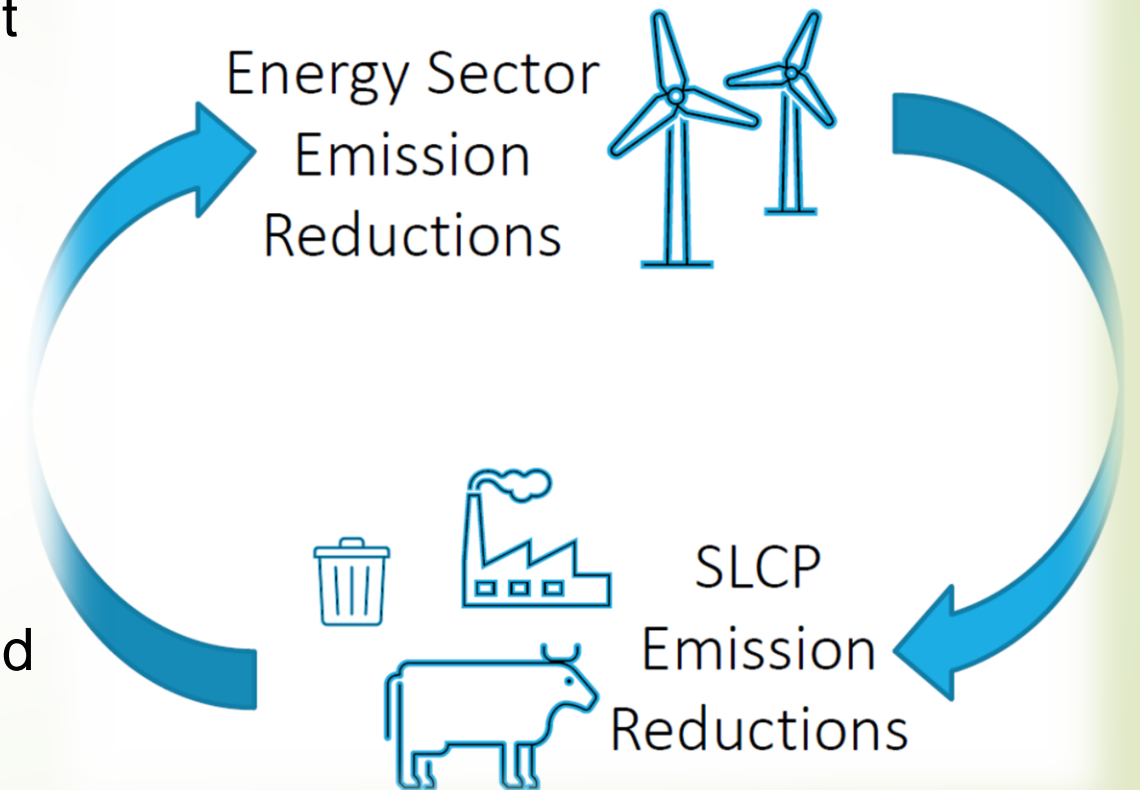 t
Energy Sector
Emission
Reductions
SLCP
Emission
Reductions
d